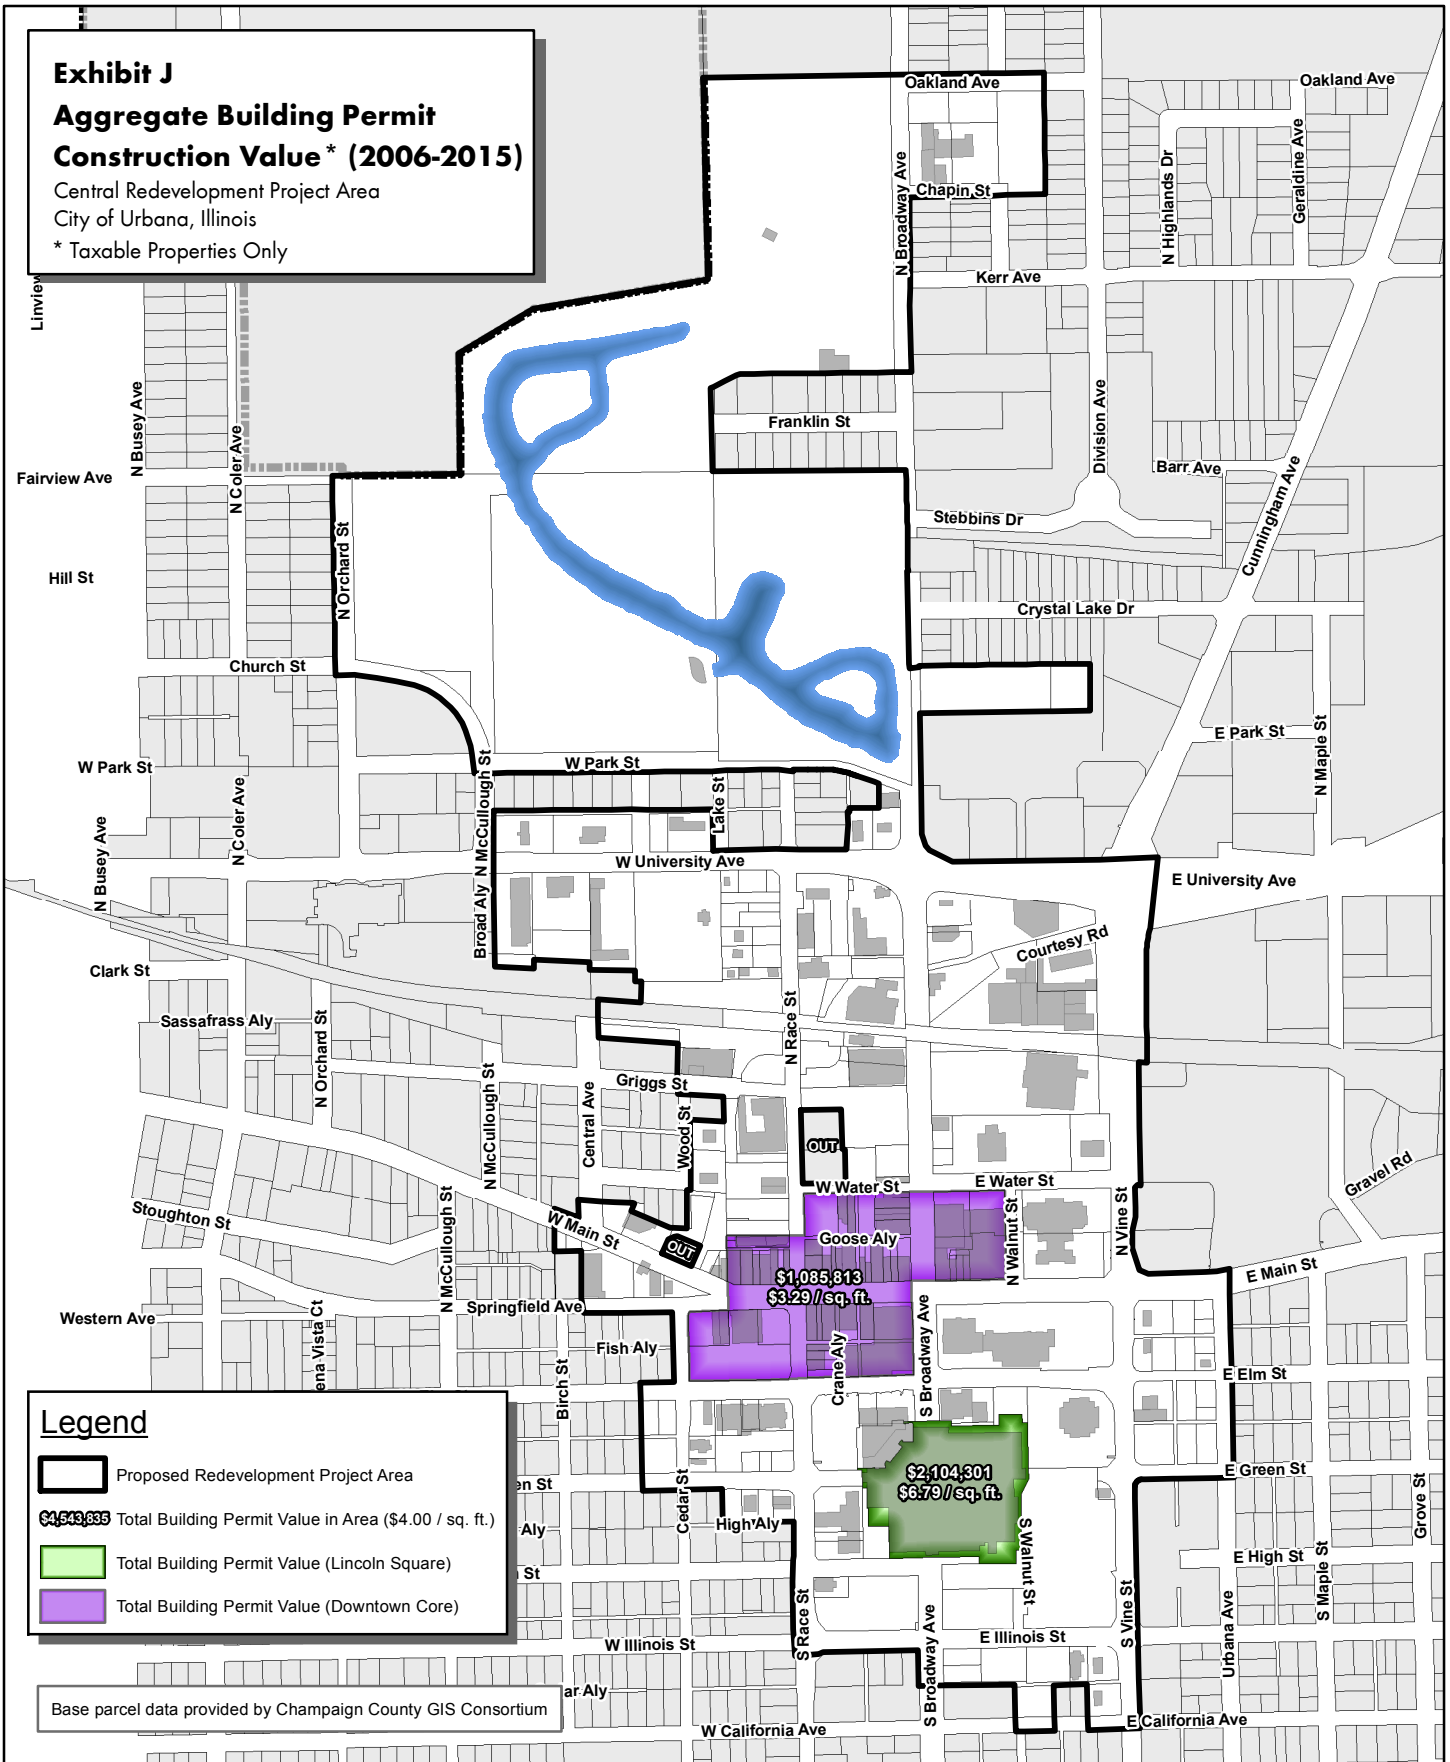 Exhibit J
Aggregate Building Permit
Construction Value* (2006-2015)
Central Redevelopment Project Area
City of Urbana, Illinois
* Taxable Properties Only
Oakland Ave
Oakland Ave
N Broadway Ave
Chapin St
N Highlands Dr
Geraldine Ave
Kerr Ave
Linview
N Busey Ave
N Coler Ave
Fairview Ave
Franklin St
Division Ave
Barr Ave
Cunningham Ave
Stebbins Dr
N Orchard St
Hill St
Crystal Lake Dr
Church St
W Park St
W Park St
E Park St
N Maple St
N McCullough St
Lake St
N Coler Ave
N Busey Ave
W University Ave
E University Ave
Broad Aly
Courtesy Rd
Clark St
Sassafrass Aly
N Orchard St
N Race St
N McCullough St
Griggs St
Central Ave
Wood St
OUT
W Water St
E Water St
Gravel Rd
Stoughton St
N McCullough St
W Main St
OUT
Goose Aly
N Walnut St
N Vine St
E Main St
$1,085,813
$3.29 / sq. ft.
Western Ave
ena Vista Ct
Springfield Ave
Fish Aly
Birch St
Crane Aly
S Broadway Ave
E Elm St
Legend
Proposed Redevelopment Project Area
$4,543,835 Total Building Permit Value in Area ($4.00 / sq. ft.)
Total Building Permit Value (Lincoln Square)
Total Building Permit Value (Downtown Core)
en St
Aly
St
Cedar St
High Aly
$2,104,301
$6.79 / sq. ft.
E Green St
Grove St
S Walnut St
E High St
S Maple St
S Race St
S Vine St
Urbana Ave
W Illinois St
S Broadway Ave
E Illinois St
ar Aly
Base parcel data provided by Champaign County GIS Consortium
W California Ave
E California Ave